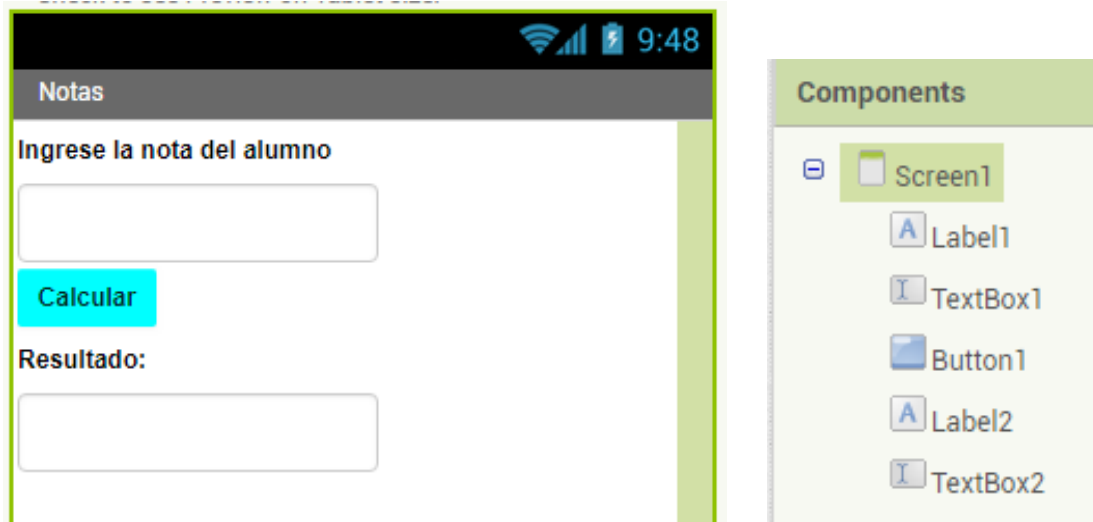 9:48
Notas
Ingrese la nota del alumno
Calcular
Resultado:
Components
Screen1
A Label1
TextBox1
Button1
A Label2
TextBox2